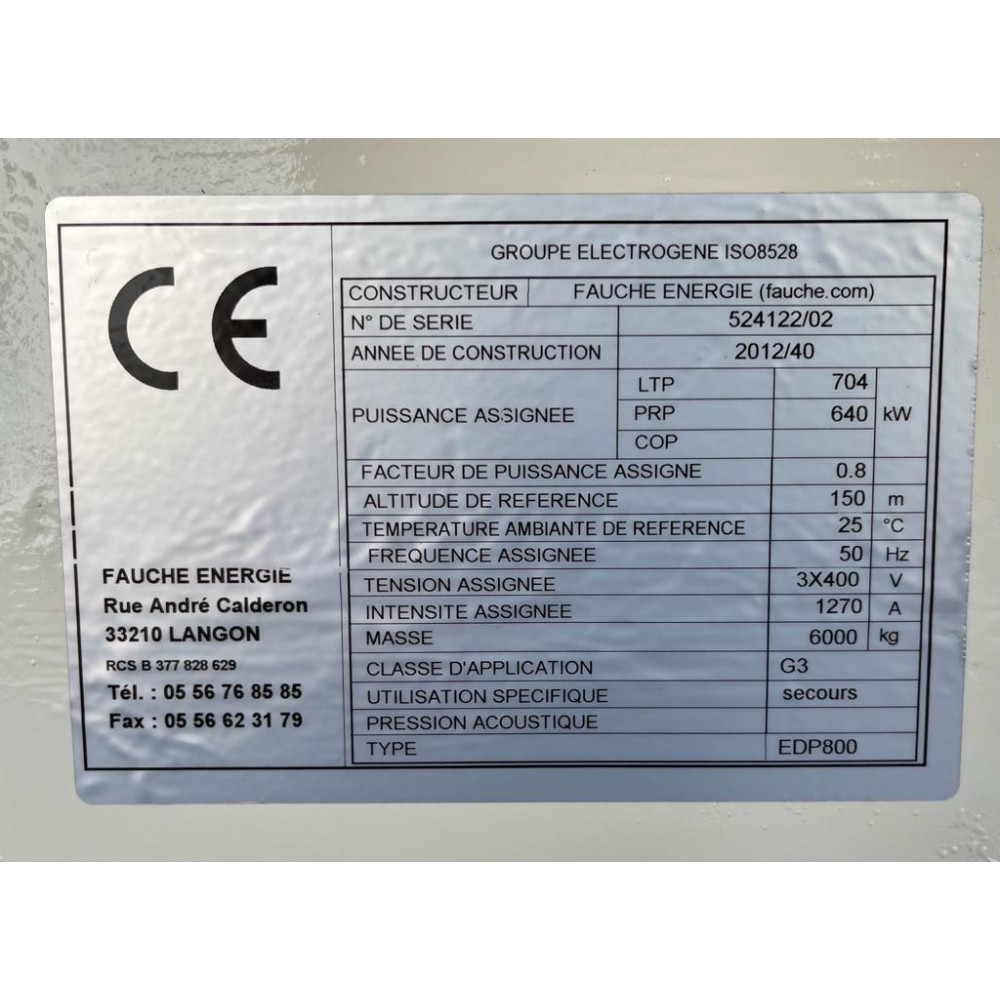 CE
FAUCHE ENERGIE
Rue André Calderon
33210 LANGON
RCS B 377 828 629
Tél. : 05 56 76 85 85
Fax : 05 56 62 31 79
GROUPE ELECTROGENE ISO8528
CONSTRUCTEUR FAUCHE ENERGIE (fauche.com)
N° DE SERIE 524122/02
ANNEE DE CONSTRUCTION 2012/40
PUISSANCE ASSIGNEE LTP 704
PRP 640 kW
COP
FACTEUR DE PUISSANCE ASSIGNE 0.8
ALTITUDE DE REFERENCE 150 m
TEMPERATURE AMBIANTE DE REFERENCE 25 °C
FREQUENCE ASSIGNEE 50 Hz
TENSION ASSIGNEE 3X400 V
INTENSITE ASSIGNEE 1270 A
MASSE 6000 kg
CLASSE D'APPLICATION G3
UTILISATION SPECIFIQUE secours
PRESSION ACOUSTIQUE
TYPE EDP800